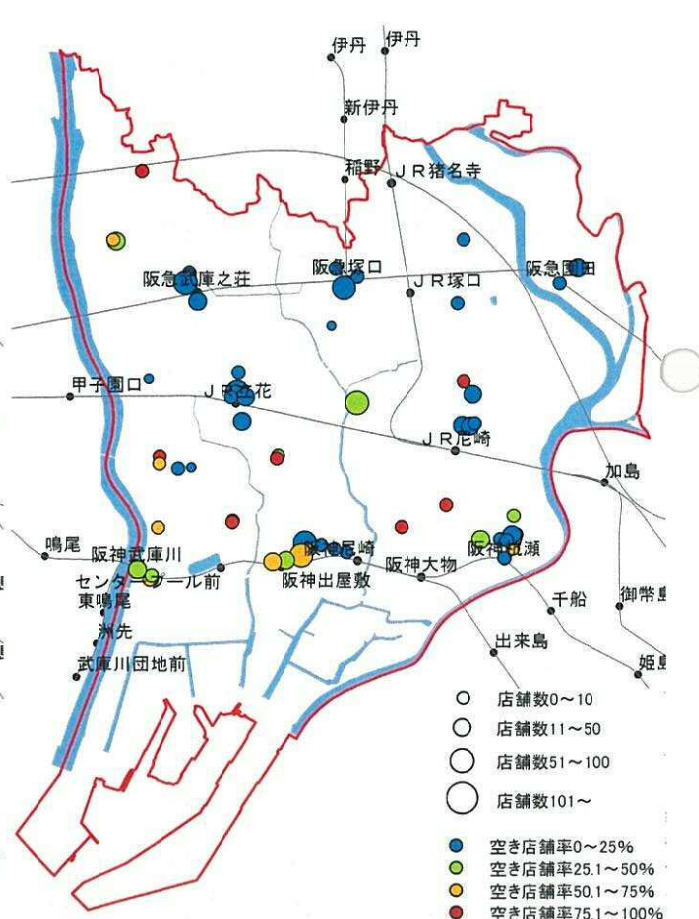 伊丹
伊丹
新伊丹
稲野
JR猪名寺
阪急武庫之荘
阪急塚口
JR塚口
阪急園田
甲子園口
JR立花
JR尼崎
加島
鳴尾
阪神武庫川
センタープール前
阪神尼崎
阪神出屋敷
阪神大物
阪神杭瀬
東鳴尾
洲先
武庫川団地前
千船
御幣島
出来島
姫島
店舗数0～10
店舗数11～50
店舗数51～100
店舗数101～
空き店舗率0～25%
空き店舗率25.1～50%
空き店舗率50.1～75%
空き店舗率75.1～100%